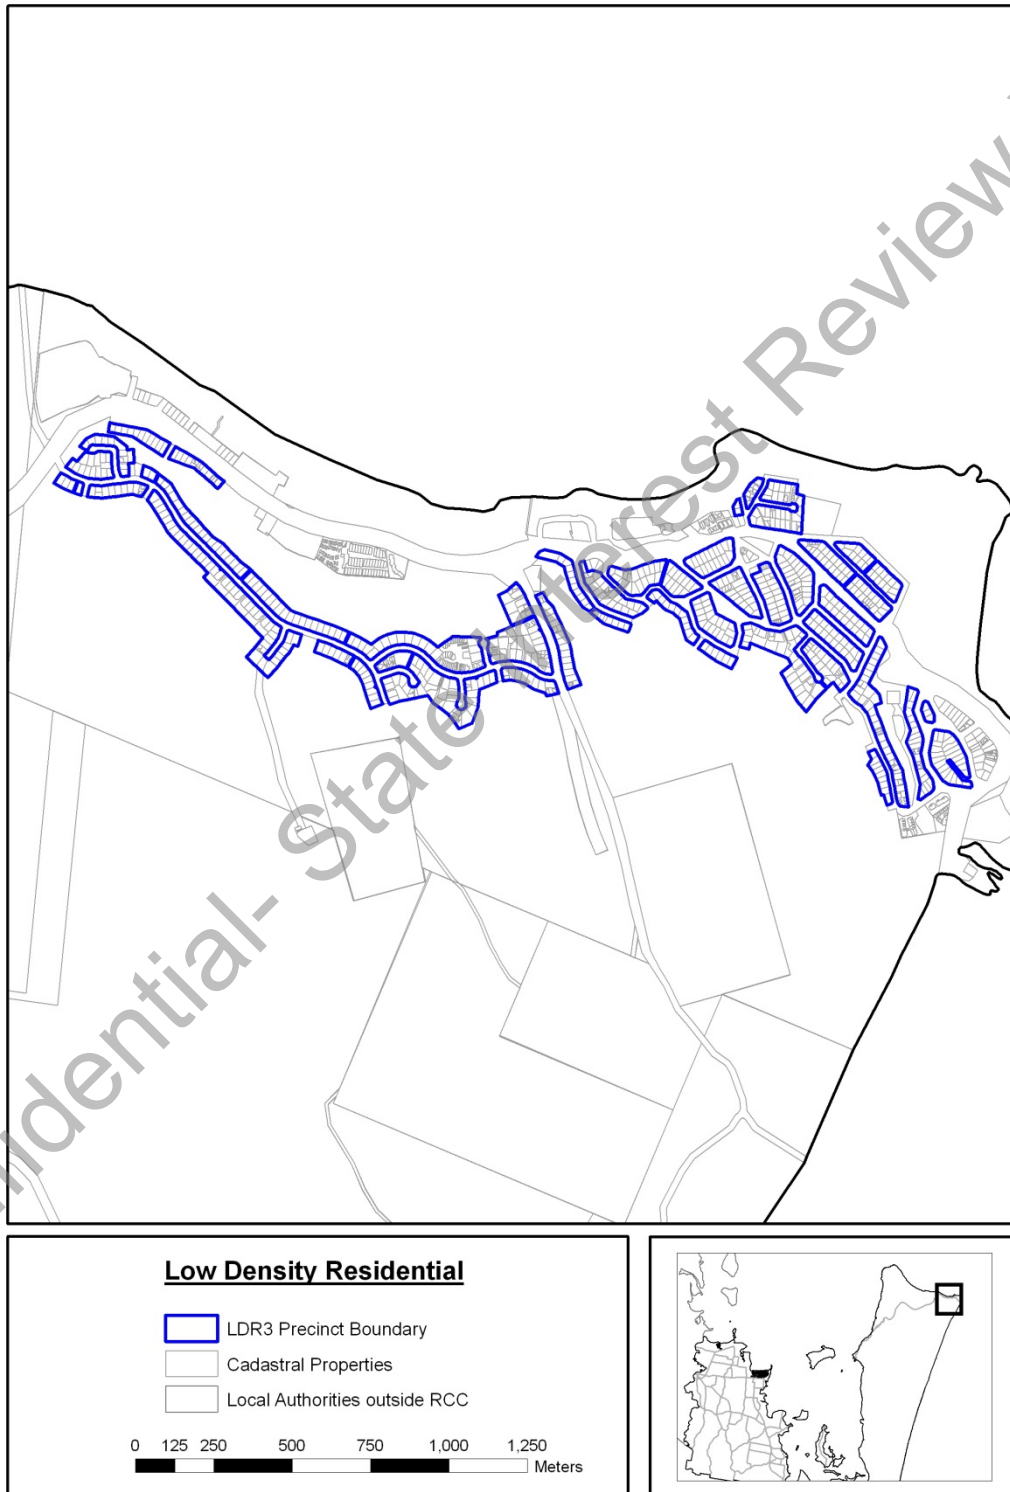 nfidential- State Interest Review
Low Density Residential
LDR3 Precinct Boundary
Cadastral Properties
Local Authorities outside RCC
0 125 250 500 750 1,000 1,250
Meters